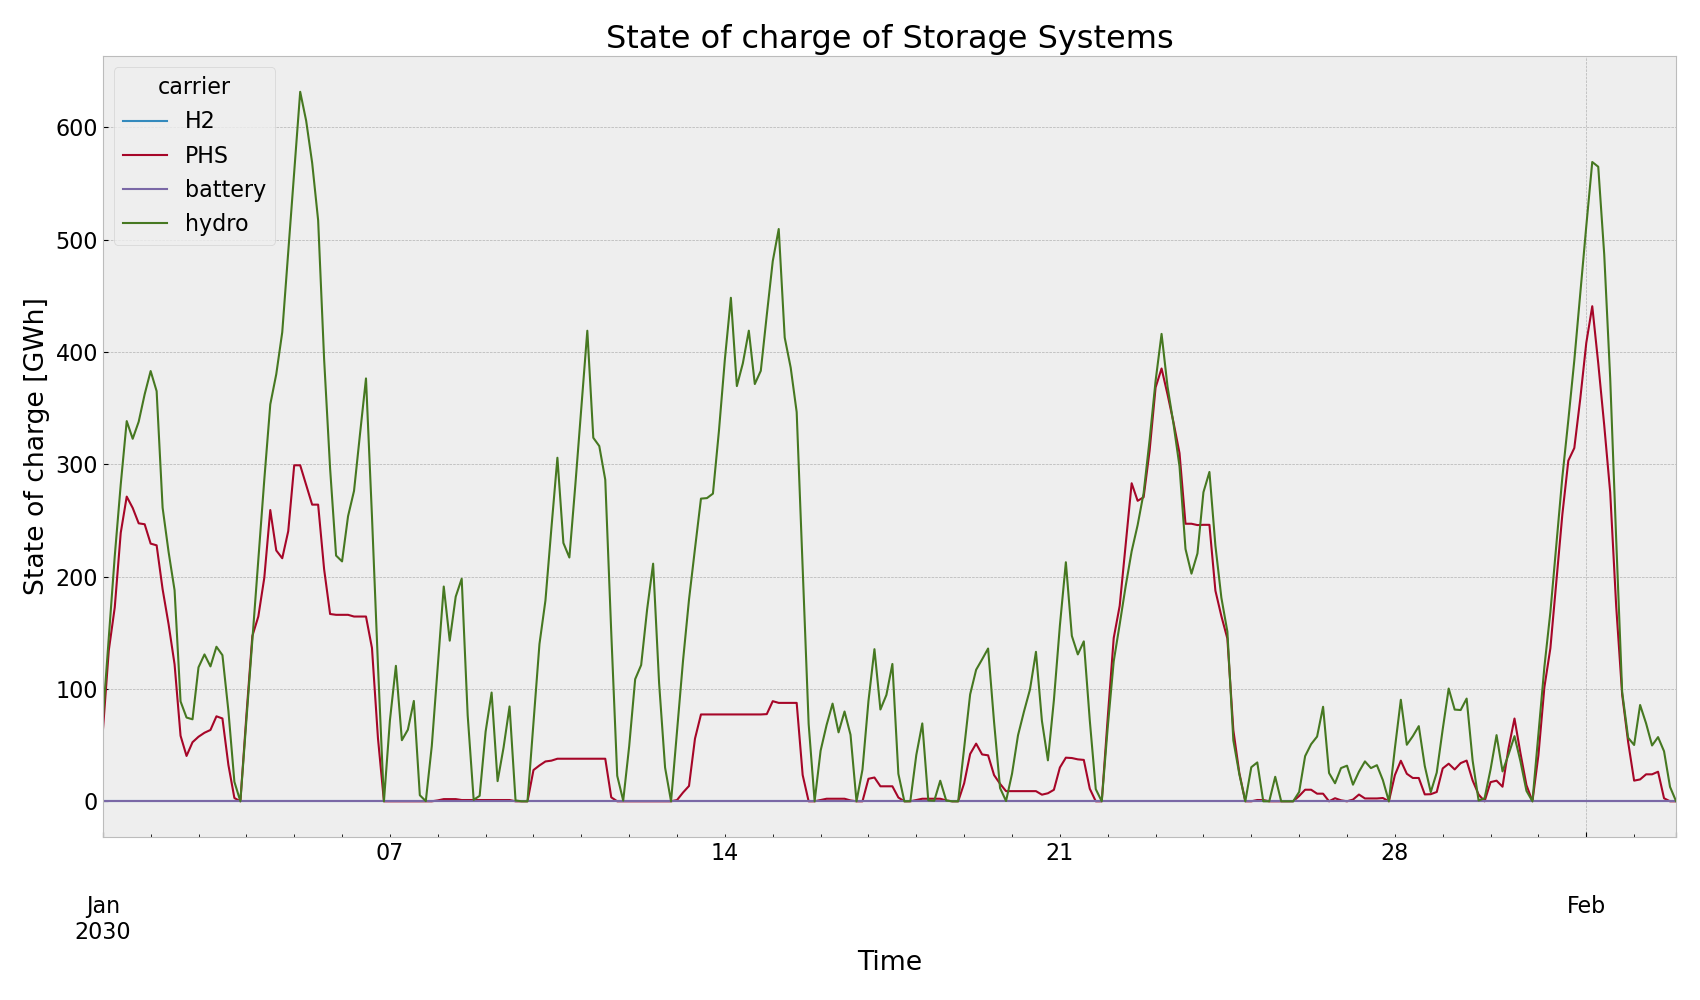 State of charge of Storage Systems
carrier
H2
PHS
battery
hydro
State of charge [GWh]
600
500
400
300
200
100
0
07
14
21
28
Jan
2030
Feb
Time